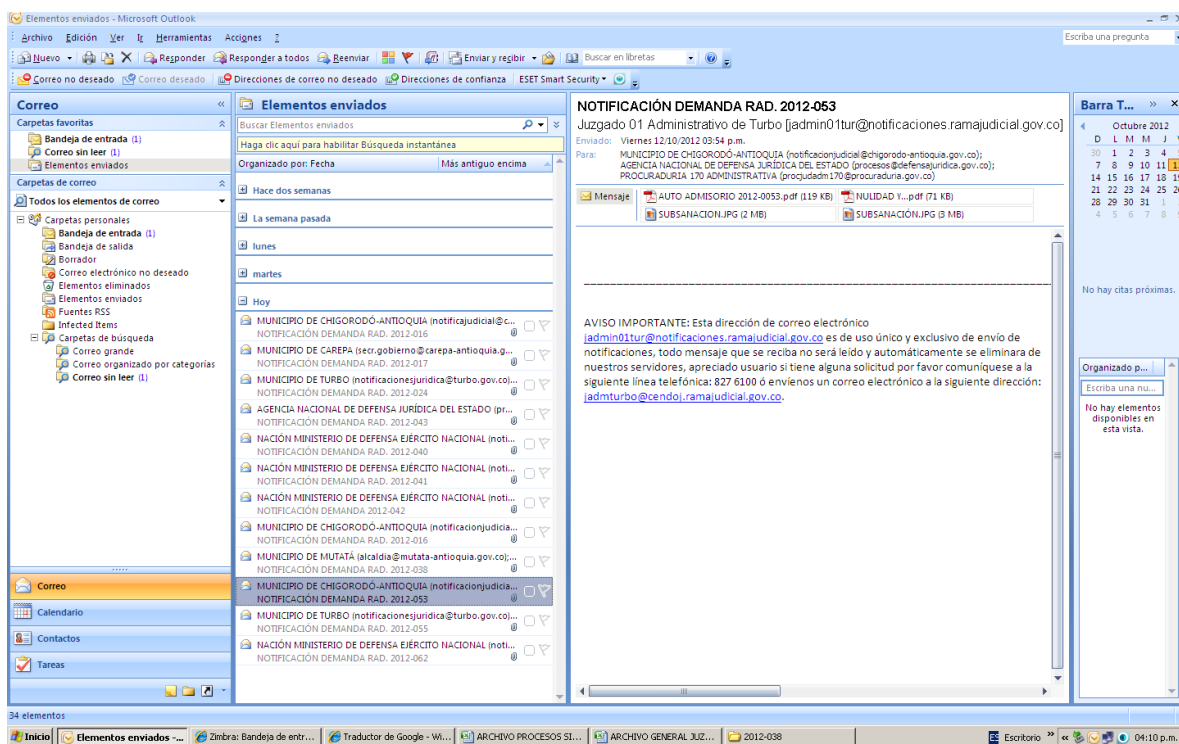 Elementos enviados - Microsoft Outlook
Archivo Edición Ver Ir Herramientas Acciones ?
Escriba una pregunta
Nuevo Responder Responder a todos Reenviar Enviar y recibir Buscar en libretas
Correo no deseado Correo deseado Direcciones de correo no deseado Direcciones de confianza ESET Smart Security
Correo «
Carpetas favoritas
Bandeja de entrada (1)
Correo sin leer (1)
Elementos enviados
Carpetas de correo
Todos los elementos de correo
Carpetas personales
Bandeja de entrada (1)
Bandeja de salida
Borrador
Correo electrónico no deseado
Elementos eliminados
Elementos enviados
Fuentes RSS
Infected Items
Carpetas de búsqueda
Correo grande
Correo organizado por categorías
Correo sin leer (1)
Correo
Calendario
Contactos
Tareas
Elementos enviados
Buscar Elementos enviados
Haga clic aquí para habilitar Búsqueda instantánea
Organizado por: Fecha Más antiguo encima
Hace dos semanas
La semana pasada
lunes
martes
Hoy
MUNICIPIO DE CHIGORODÓ-ANTIOQUIA (notificajudicial@c...
NOTIFICACIÓN DEMANDA RAD. 2012-016
MUNICIPIO DE CAREPA (secr.gobierno@carepa-antioquia.g...
NOTIFICACIÓN DEMANDA RAD. 2012-017
MUNICIPIO DE TURBO (notificacionesjuridica@turbo.gov.co)...
NOTIFICACIÓN DEMANDA RAD. 2012-024
AGENCIA NACIONAL DE DEFENSA JURÍDICA DEL ESTADO (pr...
NOTIFICACIÓN DEMANDA RAD. 2012-043
NACIÓN MINISTERIO DE DEFENSA EJÉRCITO NACIONAL (noti...
NOTIFICACIÓN DEMANDA RAD. 2012-040
NACIÓN MINISTERIO DE DEFENSA EJÉRCITO NACIONAL (noti...
NOTIFICACIÓN DEMANDA RAD. 2012-041
NACIÓN MINISTERIO DE DEFENSA EJÉRCITO NACIONAL (noti...
NOTIFICACIÓN DEMANDA 2012-042
MUNICIPIO DE CHIGORODÓ-ANTIOQUIA (notificacionjudicia...
NOTIFICACIÓN DEMANDA RAD. 2012-016
MUNICIPIO DE MUTATÁ (alcaldia@mutata-antioquia.gov.co);...
NOTIFICACIÓN DEMANDA RAD. 2012-038
MUNICIPIO DE CHIGORODÓ-ANTIOQUIA (notificacionjudicia...
NOTIFICACIÓN DEMANDA RAD. 2012-053
MUNICIPIO DE TURBO (notificacionesjuridica@turbo.gov.co)...
NOTIFICACIÓN DEMANDA RAD. 2012-055
NACIÓN MINISTERIO DE DEFENSA EJÉRCITO NACIONAL (noti...
NOTIFICACIÓN DEMANDA RAD. 2012-062
NOTIFICACIÓN DEMANDA RAD. 2012-053
Juzgado 01 Administrativo de Turbo [jadmin01tur@notificaciones.ramajudicial.gov.co]
Enviado: Viernes 12/10/2012 03:54 p.m.
Para: MUNICIPIO DE CHIGORODÓ-ANTIOQUIA (notificacionjudicial@chigorodo-antioquia.gov.co);
AGENCIA NACIONAL DE DEFENSA JURÍDICA DEL ESTADO (procesos@defensajuridica.gov.co);
PROCURADURIA 170 ADMINISTRATIVA (procjudadm170@procuraduria.gov.co)
Mensaje AUTO ADMISORIO 2012-0053.pdf (119 KB) NULIDAD Y...pdf (71 KB)
SUBSANACION.JPG (2 MB) SUBSANACIÓN.JPG (3 MB)
AVISO IMPORTANTE: Esta dirección de correo electrónico
jadmin01tur@notificaciones.ramajudicial.gov.co es de uso único y exclusivo de envío de
notificaciones, todo mensaje que se reciba no será leído y automáticamente se eliminara de
nuestros servidores, apreciado usuario si tiene alguna solicitud por favor comuníquese a la
siguiente línea telefónica: 827 6100 ó envíenos un correo electrónico a la siguiente dirección:
jadmturbo@cendoj.ramajudicial.gov.co.
Barra T... »
Octubre 2012
D L M M J
30 1 2 3 4
7 8 9 10 11
14 15 16 17 18
21 22 23 24 25
28 29 30 31 1
4 5 6 7 8
No hay citas próximas.
Organizado p...
Escriba una nu...
No hay elementos
disponibles en
esta vista.
34 elementos
Inicio Elementos enviados -... Zimbra: Bandeja de entr... Traductor de Google - Wi... ARCHIVO PROCESOS SI... ARCHIVO GENERAL JUZ... 2012-038 Escritorio » « 04:10 p.m.